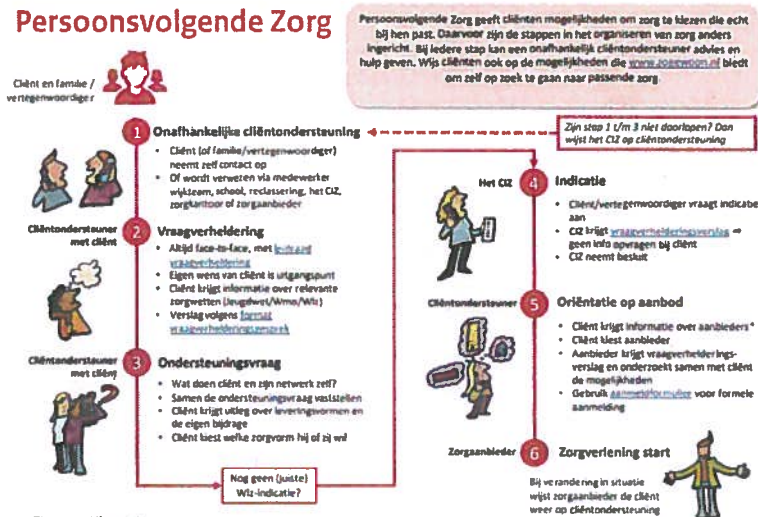 Persoonsvolgende Zorg
Persoonsvolgende Zorg geeft cliënten mogelijkheden om zorg te kiezen die echt
bij hen past. Daarvoor zijn de stappen in het organiseren van zorg anders
ingericht. Bij iedere stap kan een onafhankelijk cliëntondersteuner advies en
hulp geven. Wijs cliënten ook op de mogelijkheden die biedt
om zelf op zoek te gaan naar passende zorg.
Cliënt en familie /
vertegenwoordiger
1 Onafhankelijke cliëntondersteuning
• Cliënt (of familie/vertegenwoordiger)
neemt zelf contact op
• Of wordt verwezen via medewerker
wijkteam, school, reclassering, het CIZ,
zorgkantoor of zorgaanbieder
Cliëntondersteuner
met cliënt
2 Vraagverheldering
• Altijd face-to-face, met leidraad
vraagverheldering
• Eigen wens van cliënt is uitgangspunt
• Cliënt krijgt informatie over relevante
zorgwetten (Jeugdwet/Wmo/Wlz)
• Verslag volgens format
vraagverhelderingsgesprek
Cliëntondersteuner
met cliënt
3 Ondersteuningsvraag
• Wat doen cliënt en zijn netwerk zelf?
• Samen de ondersteuningsvraag vaststellen
• Cliënt krijgt uitleg over leveringsvormen en
de eigen bijdrage
• Cliënt kiest welke zorgvorm hij of zij wil
Nog geen (juiste)
Wlz-indicatie?
Zijn stap 1 t/m 3 niet doorlopen? Dan
wijst het CIZ op cliëntondersteuning
Het CIZ
4 Indicatie
• Cliënt/vertegenwoordiger vraagt indicatie
aan
• CIZ krijgt vraagverhelderingsverslag ⇒
geen info opvragen bij cliënt
• CIZ neemt besluit
Cliëntondersteuner
5 Oriëntatie op aanbod
• Cliënt krijgt informatie over aanbieders*
• Cliënt kiest aanbieder
• Aanbieder krijgt vraagverhelderings-
verslag en onderzoekt samen met cliënt
de mogelijkheden
• Gebruik aanmeldformulier voor formele
aanmelding
Zorgaanbieder
6 Zorgverlening start
Bij verandering in situatie
wijst zorgaanbieder de cliënt
weer op cliëntondersteuning